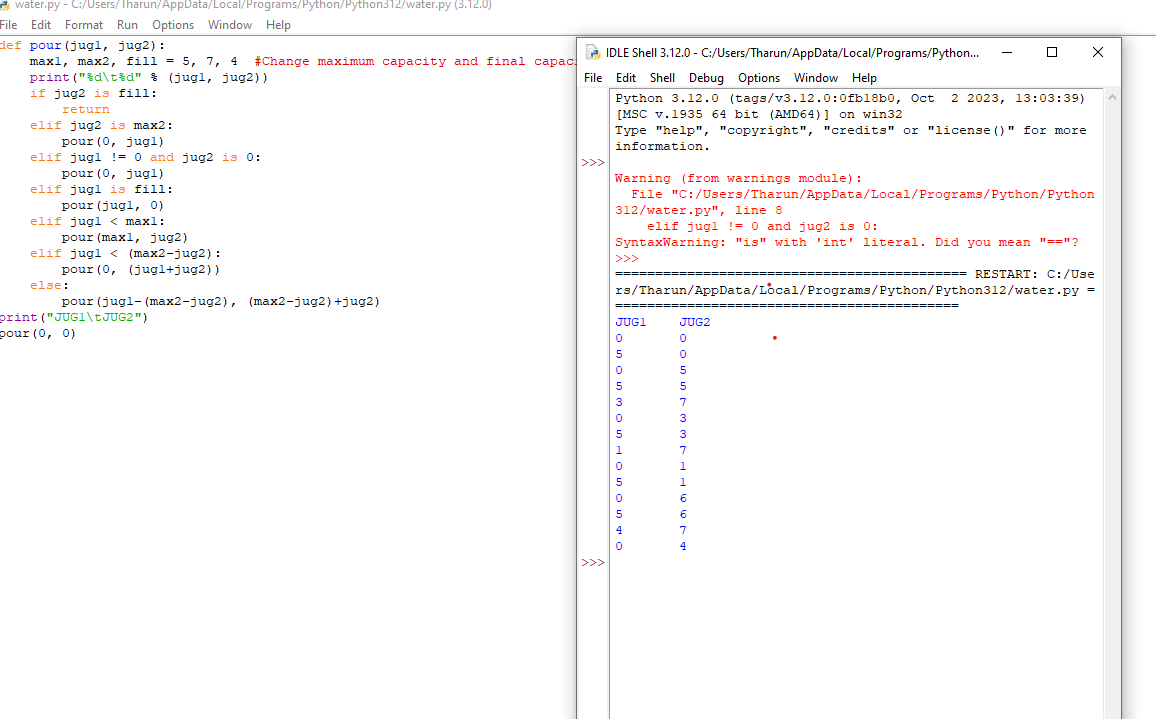 water.py - C:/Users/Tharun/AppData/Local/Programs/Python/Python312/water.py (3.12.0)
File Edit Format Run Options Window Help
def pour(jug1, jug2):
    max1, max2, fill = 5, 7, 4  #Change maximum capacity and final capac
    print("%d\t%d" % (jug1, jug2))
    if jug2 is fill:
        return
    elif jug2 is max2:
        pour(0, jug1)
    elif jug1 != 0 and jug2 is 0:
        pour(0, jug1)
    elif jug1 is fill:
        pour(jug1, 0)
    elif jug1 < max1:
        pour(max1, jug2)
    elif jug1 < (max2-jug2):
        pour(0, (jug1+jug2))
    else:
        pour(jug1-(max2-jug2), (max2-jug2)+jug2)
print("JUG1\tJUG2")
pour(0, 0)
IDLE Shell 3.12.0 - C:/Users/Tharun/AppData/Local/Programs/Python...
File Edit Shell Debug Options Window Help
Python 3.12.0 (tags/v3.12.0:0fb18b0, Oct  2 2023, 13:03:39)
[MSC v.1935 64 bit (AMD64)] on win32
Type "help", "copyright", "credits" or "license()" for more
information.
>>>
Warning (from warnings module):
  File "C:/Users/Tharun/AppData/Local/Programs/Python/Python
312/water.py", line 8
    elif jug1 != 0 and jug2 is 0:
SyntaxWarning: "is" with 'int' literal. Did you mean "=="?
>>>
============================================ RESTART: C:/Use
rs/Tharun/AppData/Local/Programs/Python/Python312/water.py =
===========================================
JUG1 JUG2
0 0
5 0
0 5
5 5
3 7
0 3
5 3
1 7
0 1
5 1
0 6
5 6
4 7
0 4
>>>